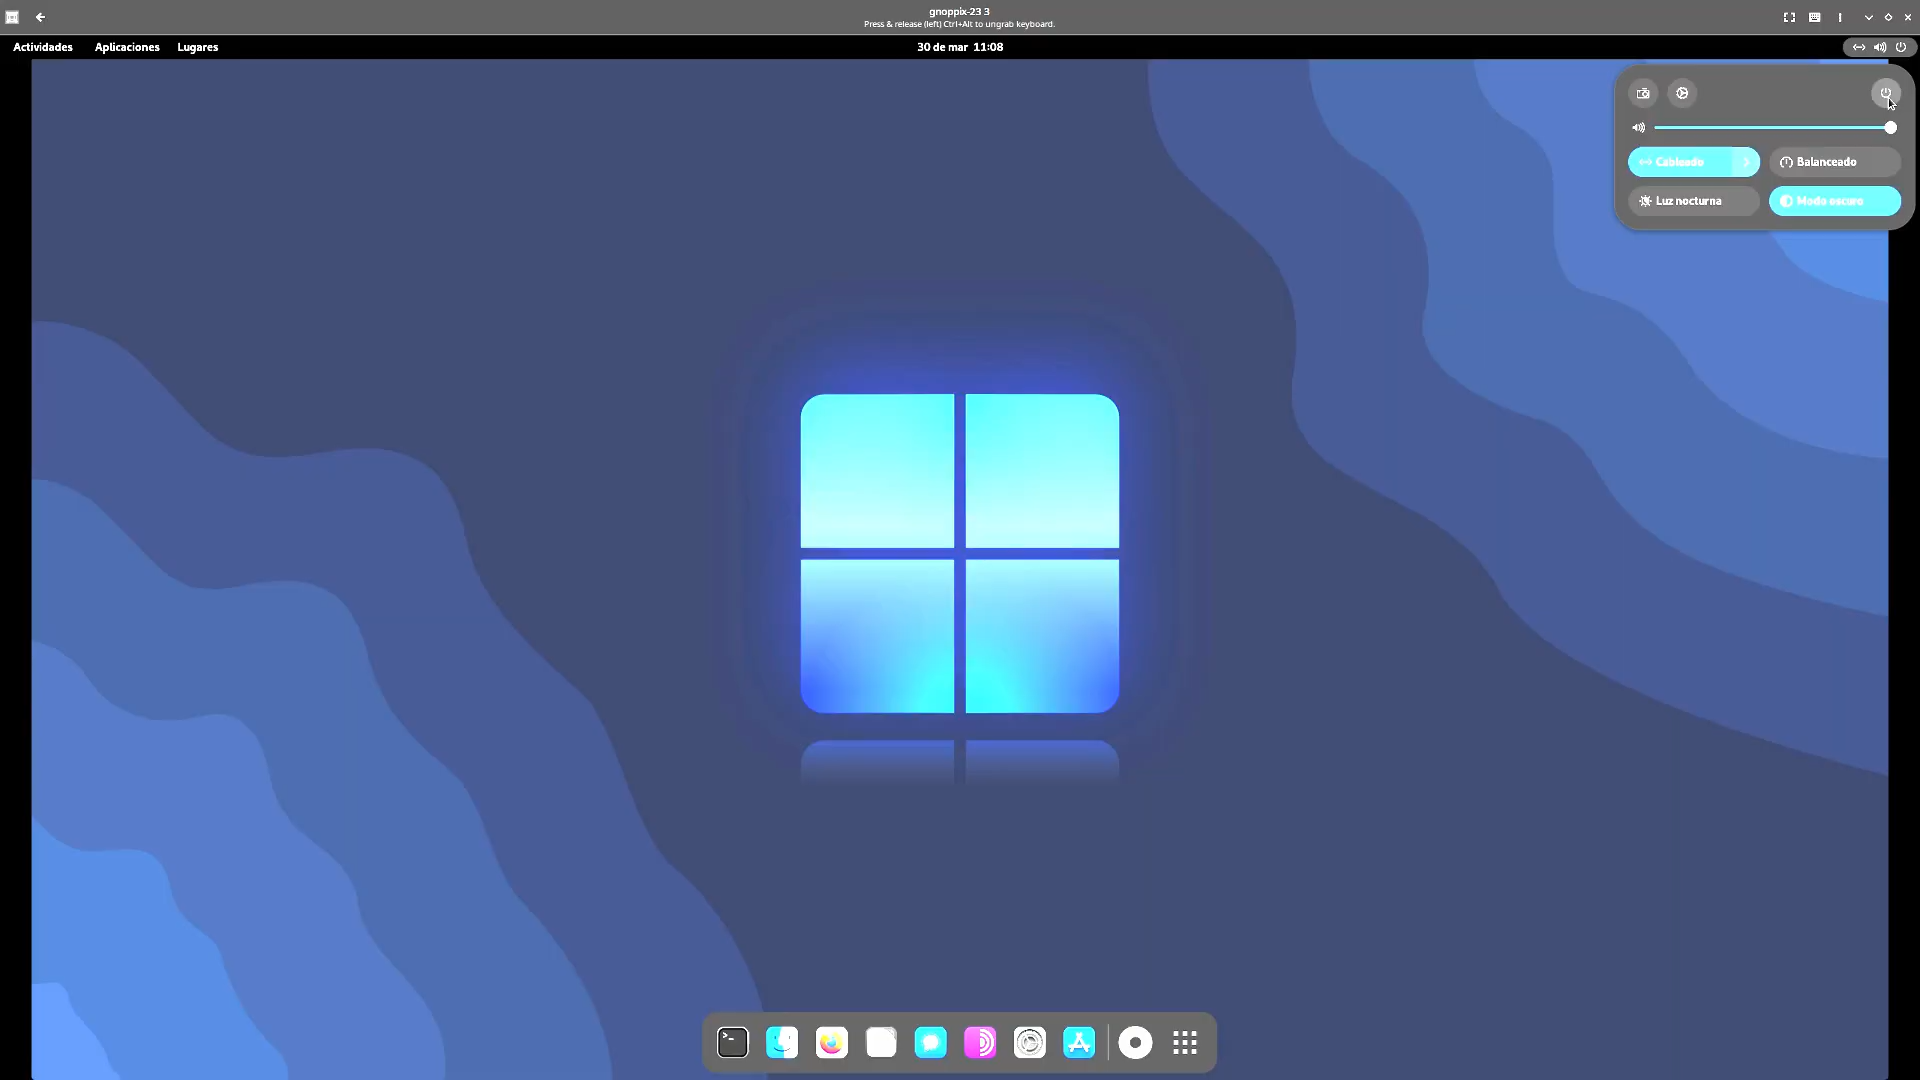 gnoppix-23 3
Press & release (left) Ctrl+Alt to ungrab keyboard.
Actividades Aplicaciones Lugares 30 de mar 11:08
Cableado Balanceado
Luz nocturna Modo oscuro